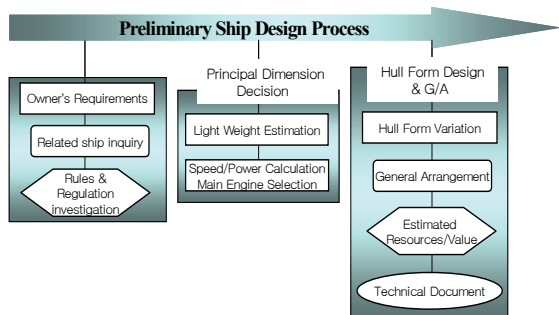 Preliminary Ship Design Process
Owner's Requirements
Related ship inquiry
Rules &
Regulation
investigation
Principal Dimension
Decision
Light Weight Estimation
Speed/Power Calculation
Main Engine Selection
Hull Form Design
& G/A
Hull Form Variation
General Arrangement
Estimated
Resources/Value
Technical Document